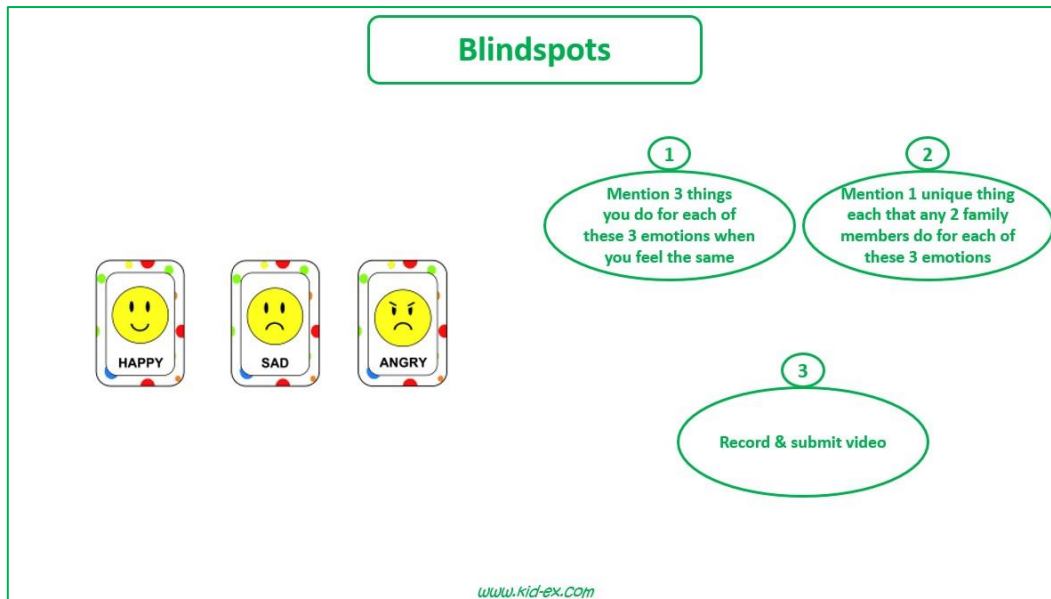 Blindspots
1
Mention 3 things
you do for each of
these 3 emotions when
you feel the same
2
Mention 1 unique thing
each that any 2 family
members do for each of
these 3 emotions
HAPPY
SAD
ANGRY
3
Record & submit video
www.kid-ex.com